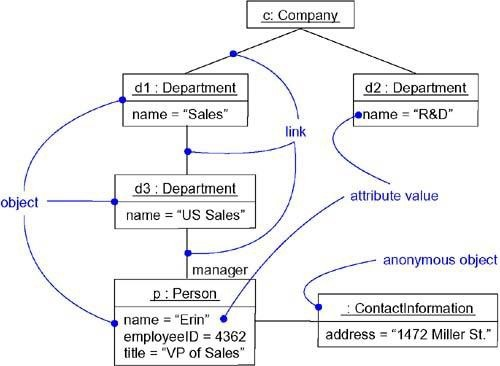 c: Company
d1 : Department
name = “Sales”
d2 : Department
name = “R&D”
link
d3 : Department
name = “US Sales”
object
attribute value
manager
anonymous object
p : Person
name = “Erin”
employeeID = 4362
title = “VP of Sales”
: ContactInformation
address = “1472 Miller St.”